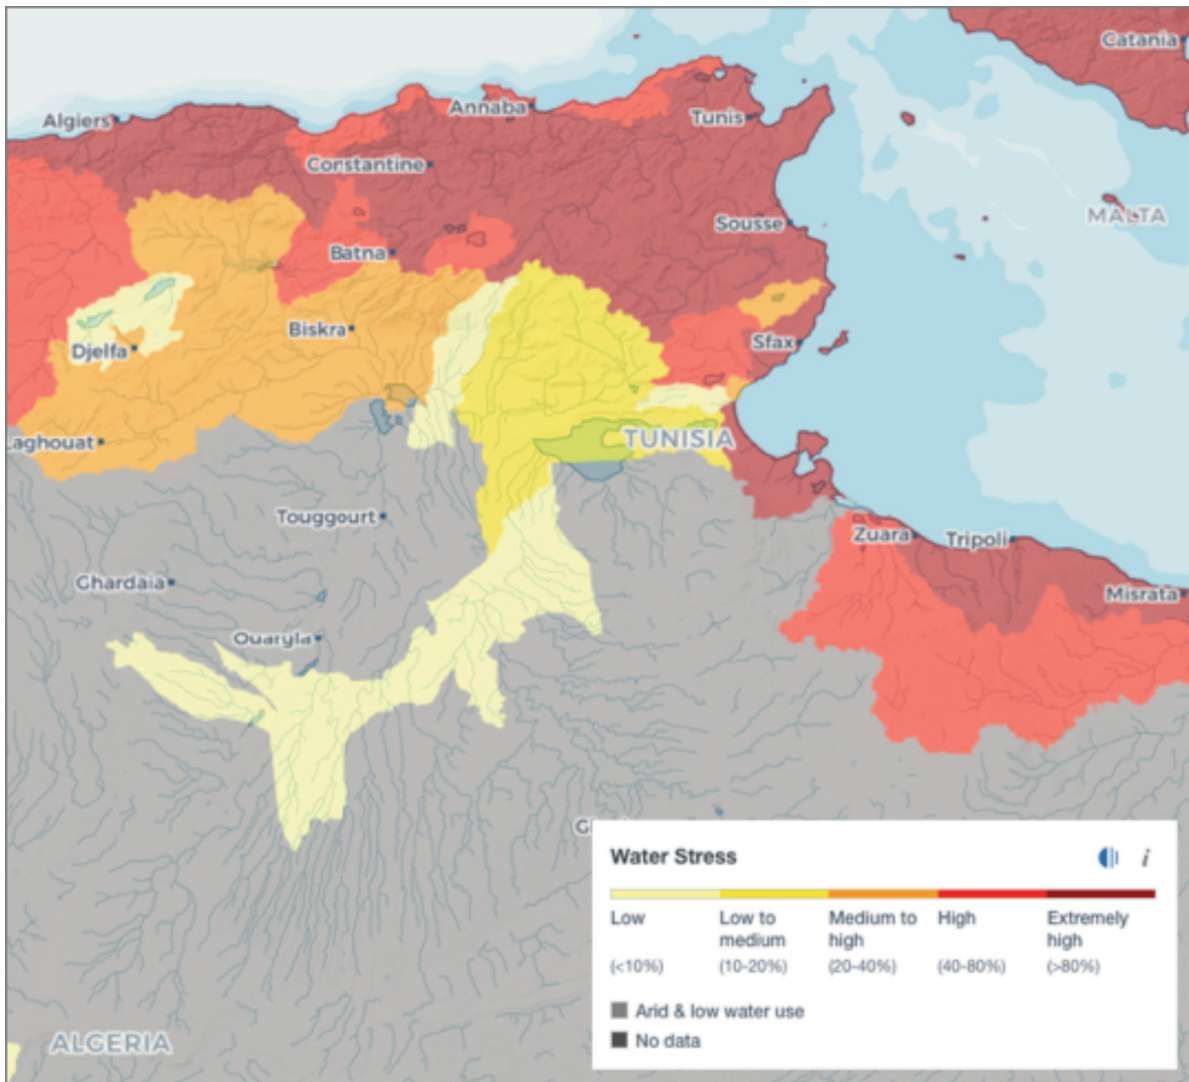 Catania
Algiers
Annaba
Tunis
Constantine
MALTA
Sousse
Batna
Biskra
Sfax
Djelfa
Laghouat
TUNISIA
Touggourt
Zuara
Tripoli
Ghardaia
Misrata
Ouargla
Water Stress
i
Low
Low to
medium
Medium to
high
High
Extremely
high
(<10%)
(10-20%)
(20-40%)
(40-80%)
(>80%)
Arid & low water use
No data
ALGERIA